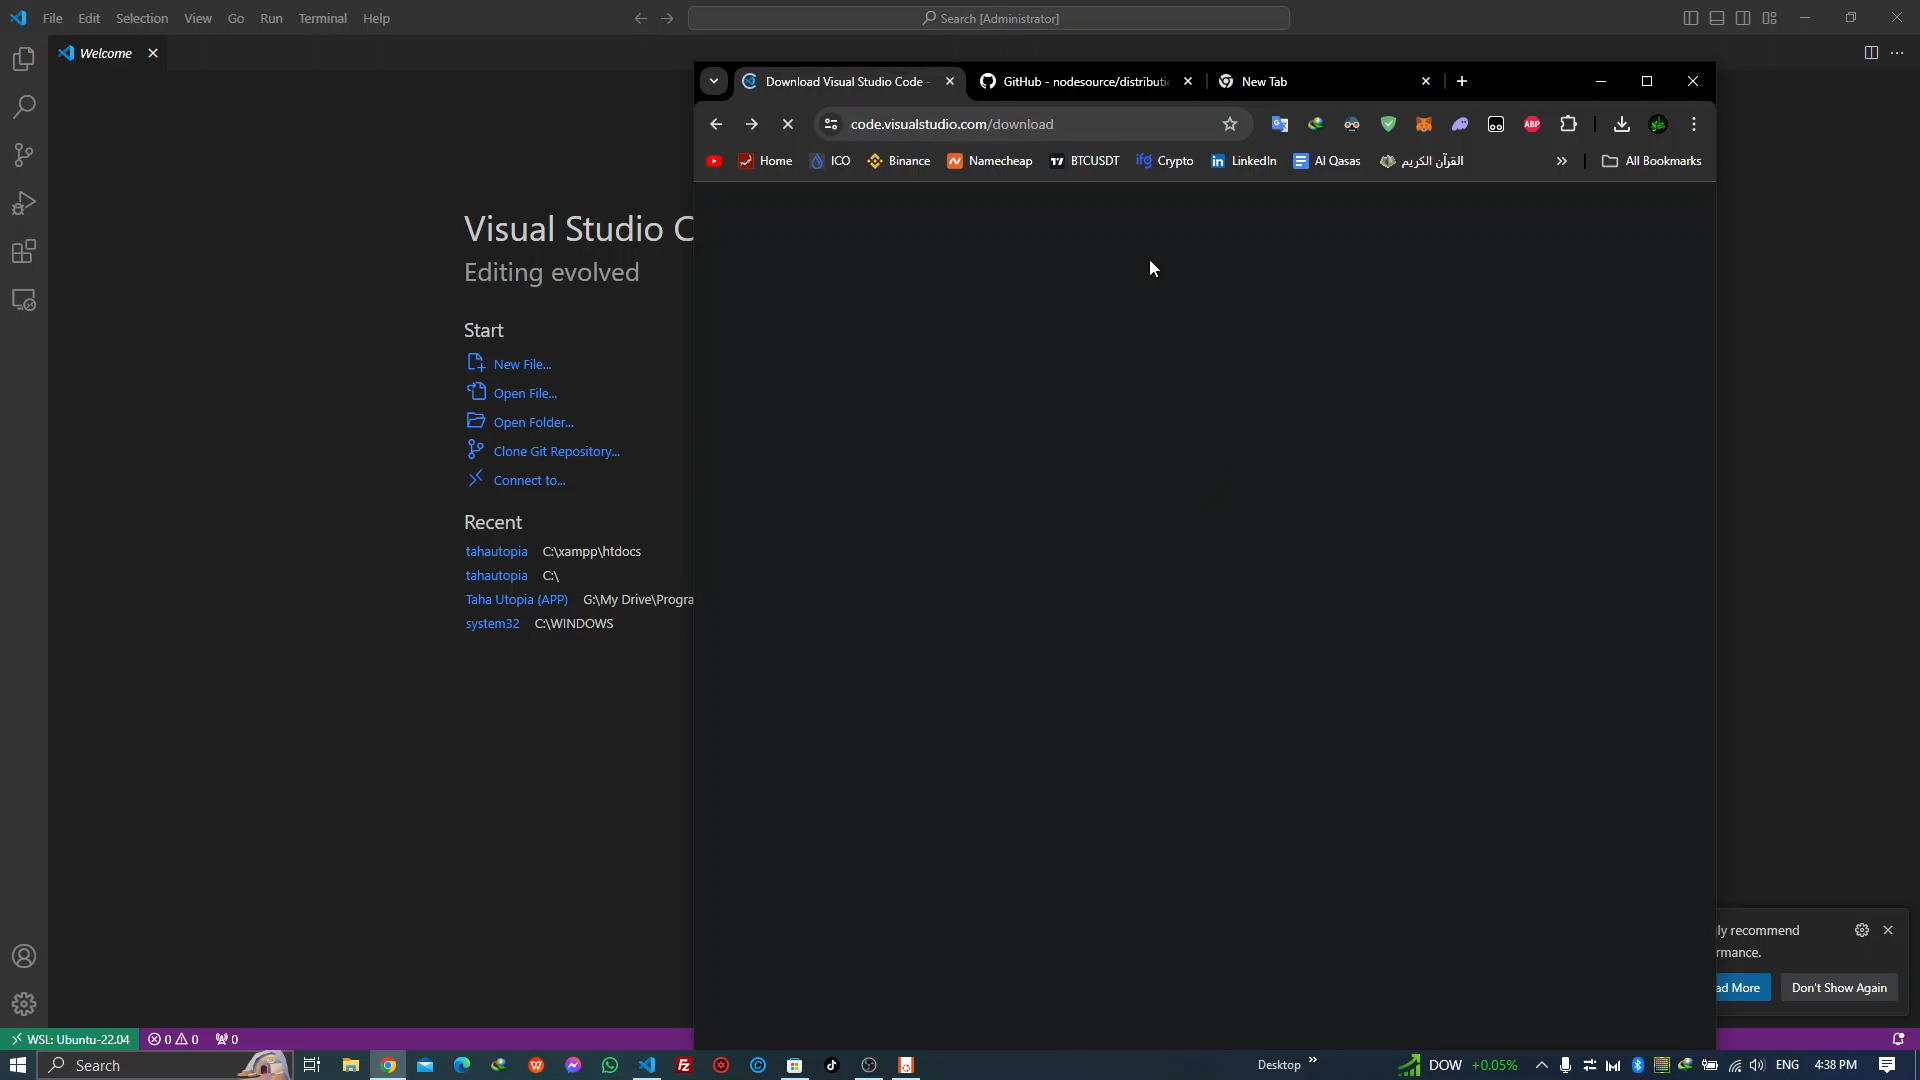 File Edit Selection View Go Run Terminal Help
Search [Administrator]
Welcome
Download Visual Studio Code -
GitHub - nodesource/distributi
New Tab
code.visualstudio.com/download
ABP
Home
ICO
Binance
Namecheap
BTCUSDT
ifg Crypto
LinkedIn
Al Qasas
القرآن الكريم
All Bookmarks
Visual Studio C
Editing evolved
Start
New File...
Open File...
Open Folder...
Clone Git Repository...
Connect to...
Recent
tahautopia C:\xampp\htdocs
tahautopia C:\
Taha Utopia (APP) G:\My Drive\Progra
system32 C:\WINDOWS
ly recommend
rmance.
ad More
Don't Show Again
WSL: Ubuntu-22.04
0 0
0
Search
Desktop
DOW +0.05%
ENG
4:38 PM